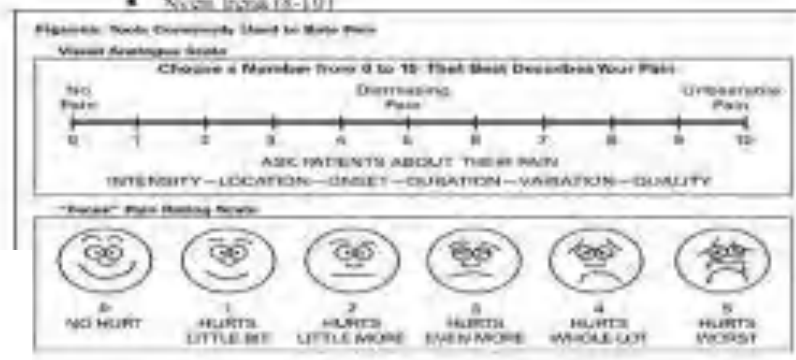 Figures: Tools Commonly Used to Rate Pain
Visual Analogue Scale
Choose a Number from 0 to 10 That Best Describes Your Pain
No Distressing Unbearable
Pain Pain Pain
0 1 2 3 4 5 6 7 8 9 10
ASK PATIENTS ABOUT THEIR PAIN
INTENSITY—LOCATION—ONSET—DURATION—VARIATION—QUALITY
"Faces" Pain Rating Scale
0 1 2 3 4 5
NO HURT HURTS HURTS HURTS HURTS HURTS
LITTLE BIT LITTLE MORE EVEN MORE WHOLE LOT WORST